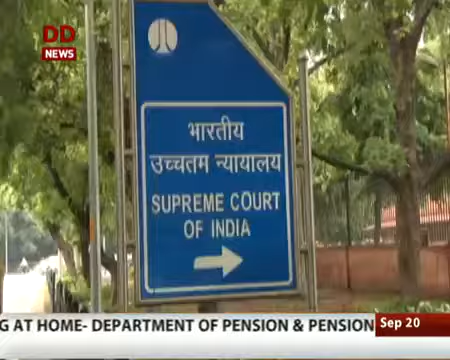 DD
NEWS
भारतीय
उच्चतम न्यायालय
SUPREME COURT
OF INDIA
G AT HOME- DEPARTMENT OF PENSION & PENSION
Sep 20